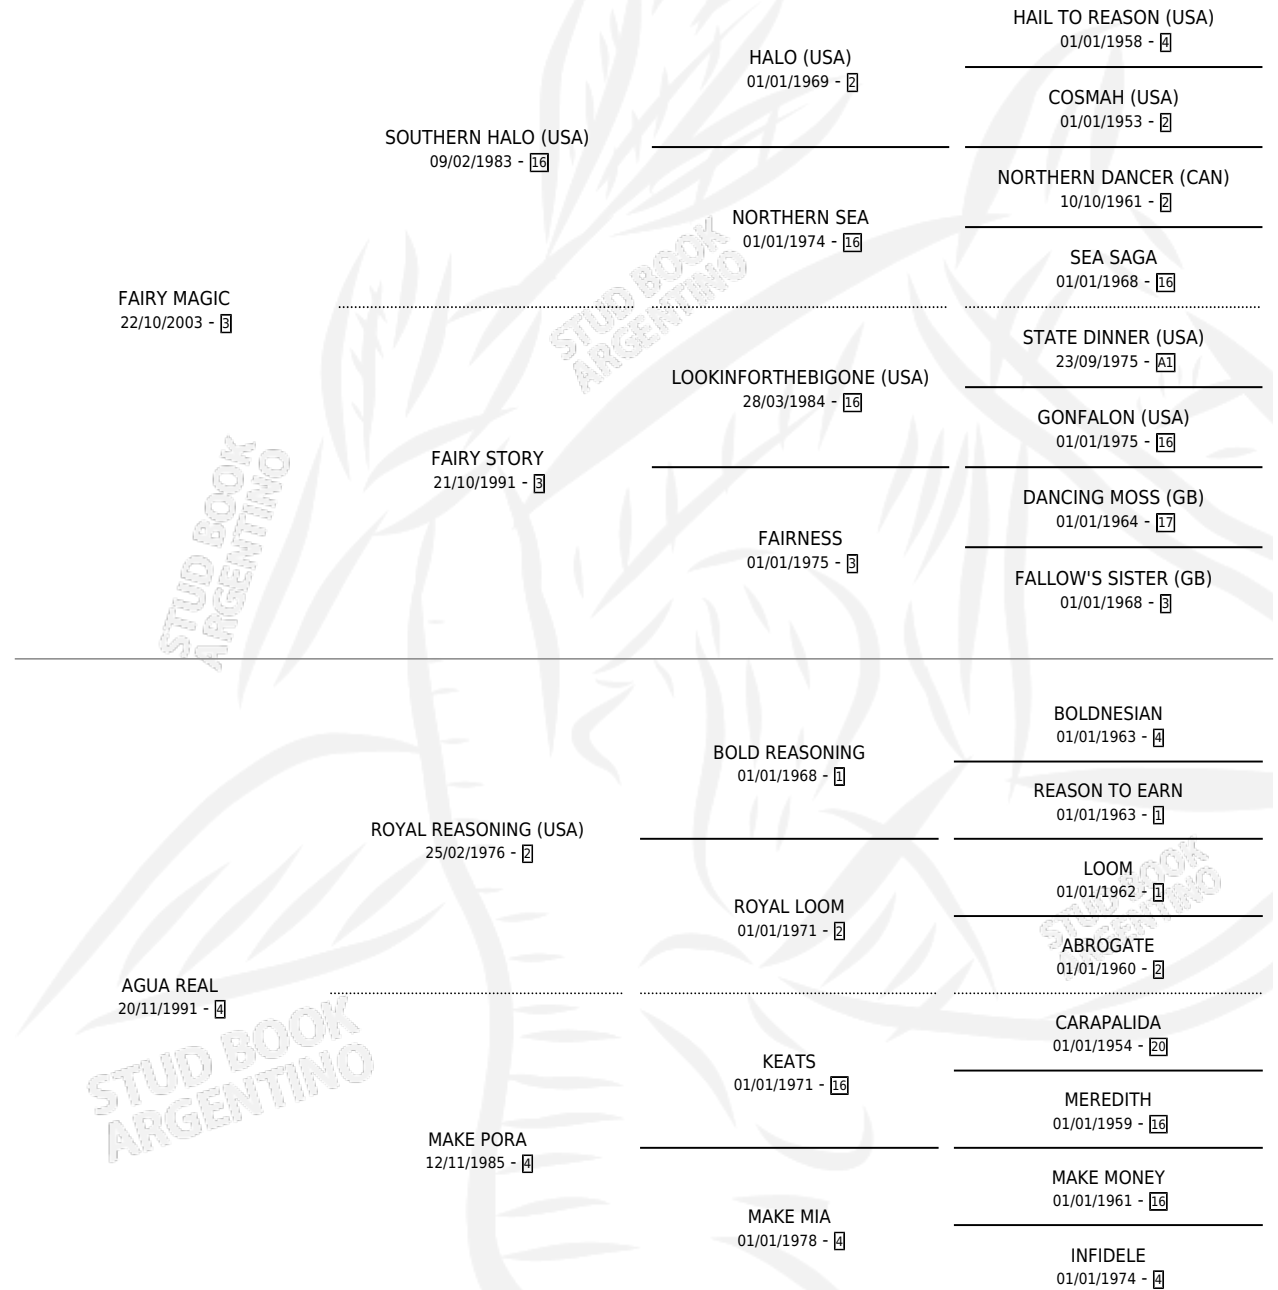 HAIL TO REASON (USA)
01/01/1958 - 4
HALO (USA)
01/01/1969 - 2
COSMAH (USA)
01/01/1953 - 2
SOUTHERN HALO (USA)
09/02/1983 - 16
NORTHERN DANCER (CAN)
10/10/1961 - 2
NORTHERN SEA
01/01/1974 - 16
SEA SAGA
01/01/1968 - 16
FAIRY MAGIC
22/10/2003 - 3
STUD BOOK
ARGENTINO
STATE DINNER (USA)
23/09/1975 - A1
LOOKINFORTHEBIGONE (USA)
28/03/1984 - 16
GONFALON (USA)
01/01/1975 - 16
FAIRY STORY
21/10/1991 - 3
DANCING MOSS (GB)
01/01/1964 - 17
FAIRNESS
01/01/1975 - 3
FALLOW'S SISTER (GB)
01/01/1968 - 3
STUD BOOK
ARGENTINO
BOLDNESIAN
01/01/1963 - 4
BOLD REASONING
01/01/1968 - 1
REASON TO EARN
01/01/1963 - 1
ROYAL REASONING (USA)
25/02/1976 - 2
LOOM
01/01/1962 - 1
ROYAL LOOM
01/01/1971 - 2
STUD BOOK
ARGENTINO
ABROGATE
01/01/1960 - 2
AGUA REAL
20/11/1991 - 4
CARAPALIDA
01/01/1954 - 20
KEATS
01/01/1971 - 16
STUD BOOK
ARGENTINO
MEREDITH
01/01/1959 - 16
MAKE PORA
12/11/1985 - 4
MAKE MONEY
01/01/1961 - 16
MAKE MIA
01/01/1978 - 4
INFIDELE
01/01/1974 - 4